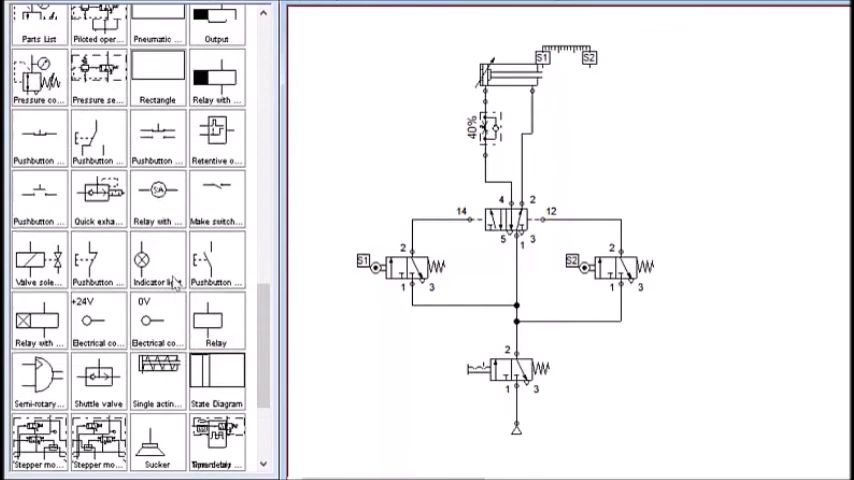 Parts List Piloted oper... Pneumatic ... Output
Pressure co... Pressure se... Rectangle Relay with ...
Pushbutton ... Pushbutton ... Pushbutton ... Retentive o...
Pushbutton ... Quick exha... Relay with ... Make switch...
Valve sole... Pushbutton ... Indicator li Pushbutton ...
+24V 0V
Relay with ... Electrical co... Electrical co... Relay
Semi-rotary... Shuttle valve Single actin... State Diagram
Stepper mo... Stepper mo... Sucker
S1 S2
40%
4 2
14 12
5 1 3
S1 2 S2 2
1 3 1 3
2
1 3